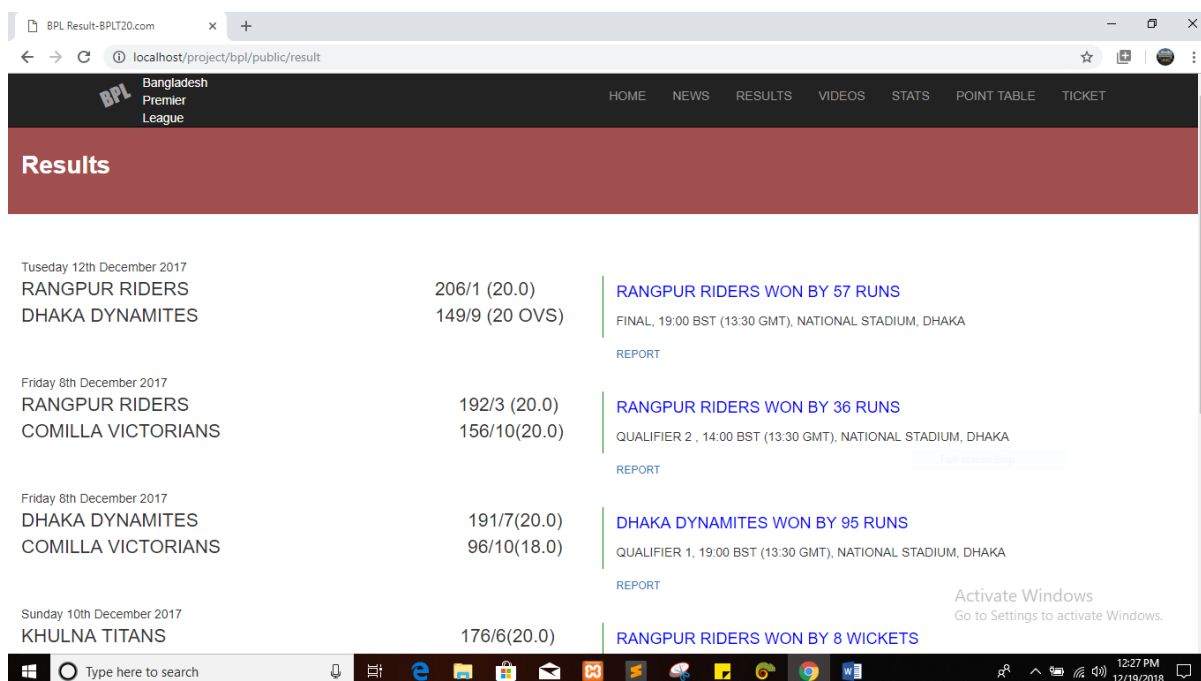 BPL Result-BPLT20.com
localhost/project/bpl/public/result
BPL
Bangladesh
Premier
League
HOME NEWS RESULTS VIDEOS STATS POINT TABLE TICKET
Results
Tuseday 12th December 2017
RANGPUR RIDERS 206/1 (20.0)
DHAKA DYNAMITES 149/9 (20 OVS)
RANGPUR RIDERS WON BY 57 RUNS
FINAL, 19:00 BST (13:30 GMT), NATIONAL STADIUM, DHAKA
REPORT
Friday 8th December 2017
RANGPUR RIDERS 192/3 (20.0)
COMILLA VICTORIANS 156/10(20.0)
RANGPUR RIDERS WON BY 36 RUNS
QUALIFIER 2 , 14:00 BST (13:30 GMT), NATIONAL STADIUM, DHAKA
REPORT
Friday 8th December 2017
DHAKA DYNAMITES 191/7(20.0)
COMILLA VICTORIANS 96/10(18.0)
DHAKA DYNAMITES WON BY 95 RUNS
QUALIFIER 1, 19:00 BST (13:30 GMT), NATIONAL STADIUM, DHAKA
REPORT
Sunday 10th December 2017
KHULNA TITANS 176/6(20.0)
RANGPUR RIDERS WON BY 8 WICKETS
Activate Windows
Go to Settings to activate Windows.
Type here to search
12:27 PM
12/19/2018